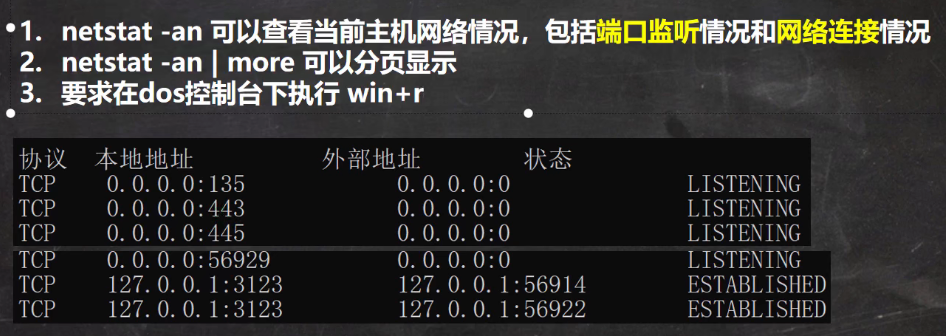 1. netstat -an 可以查看当前主机网络情况，包括端口监听情况和网络连接情况
2. netstat -an | more 可以分页显示
3. 要求在dos控制台下执行 win+r
协议 本地地址 外部地址 状态
TCP 0.0.0.0:135 0.0.0.0:0 LISTENING
TCP 0.0.0.0:443 0.0.0.0:0 LISTENING
TCP 0.0.0.0:445 0.0.0.0:0 LISTENING
TCP 0.0.0.0:56929 0.0.0.0:0 LISTENING
TCP 127.0.0.1:3123 127.0.0.1:56914 ESTABLISHED
TCP 127.0.0.1:3123 127.0.0.1:56922 ESTABLISHED